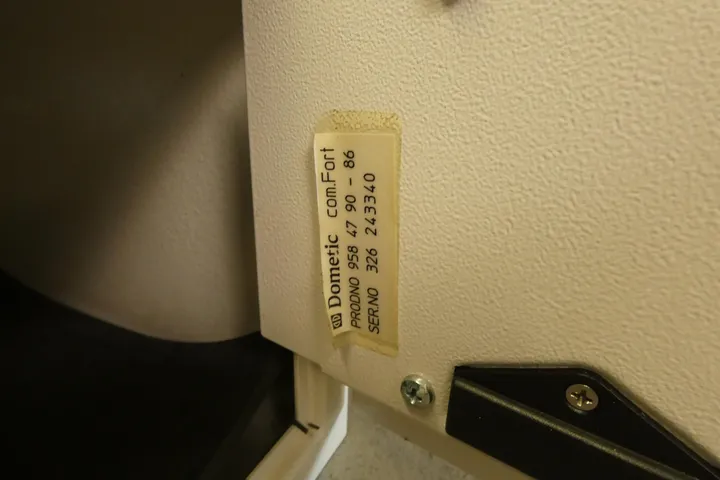 Dometic com.Fort
PRODNO 958 47 90 - 86
SER.NO 326 243340